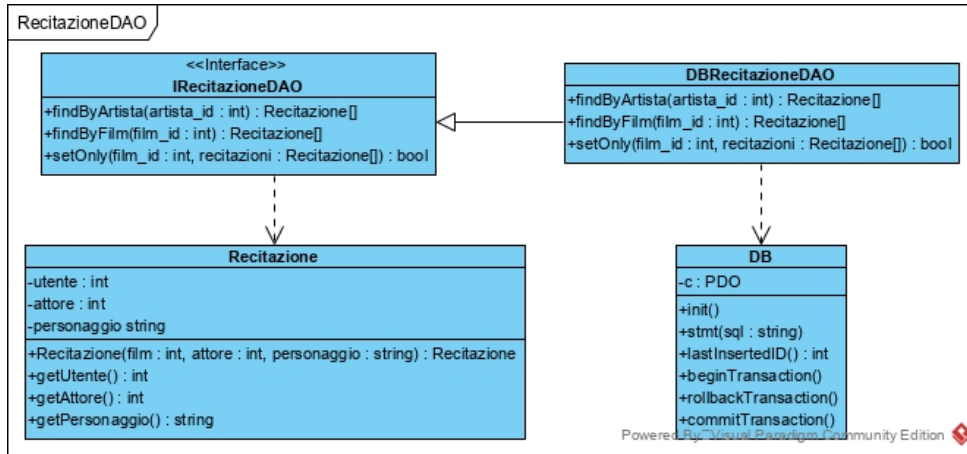 RecitazioneDAO
<<Interface>>
IRecitazioneDAO
+findByArtista(artista_id : int) : Recitazione[]
+findByFilm(film_id : int) : Recitazione[]
+setOnly(film_id : int, recitazioni : Recitazione[]) : bool
DBRecitazioneDAO
+findByArtista(artista_id : int) : Recitazione[]
+findByFilm(film_id : int) : Recitazione[]
+setOnly(film_id : int, recitazioni : Recitazione[]) : bool
Recitazione
-utente : int
-attore : int
-personaggio string
+Recitazione(film : int, attore : int, personaggio : string) : Recitazione
+getUtente() : int
+getAttore() : int
+getPersonaggio() : string
DB
-c : PDO
+init()
+stmt(sql : string)
+lastInsertedID() : int
+beginTransaction()
+rollbackTransaction()
+commitTransaction()
Powered By Visual Paradigm Community Edition